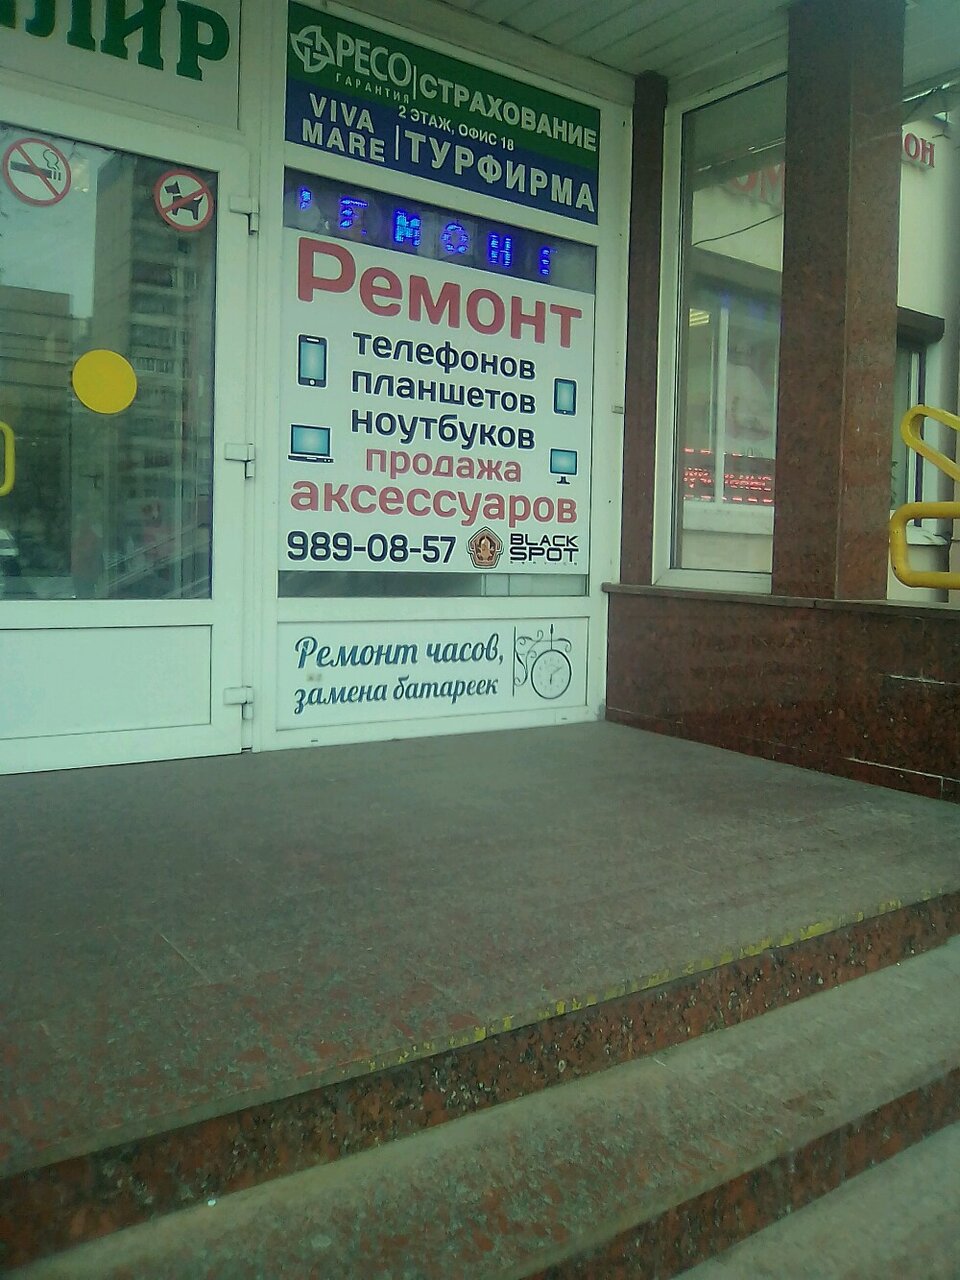 ЛИР
РЕСО
ГАРАНТИЯ
СТРАХОВАНИЕ
2 ЭТАЖ, ОФИС 18
VIVA
MARE
ТУРФИРМА
Ремонт
телефонов
планшетов
ноутбуков
продажа
аксессуаров
989-08-57
BLACK
SPOT
Ремонт часов,
замена батареек